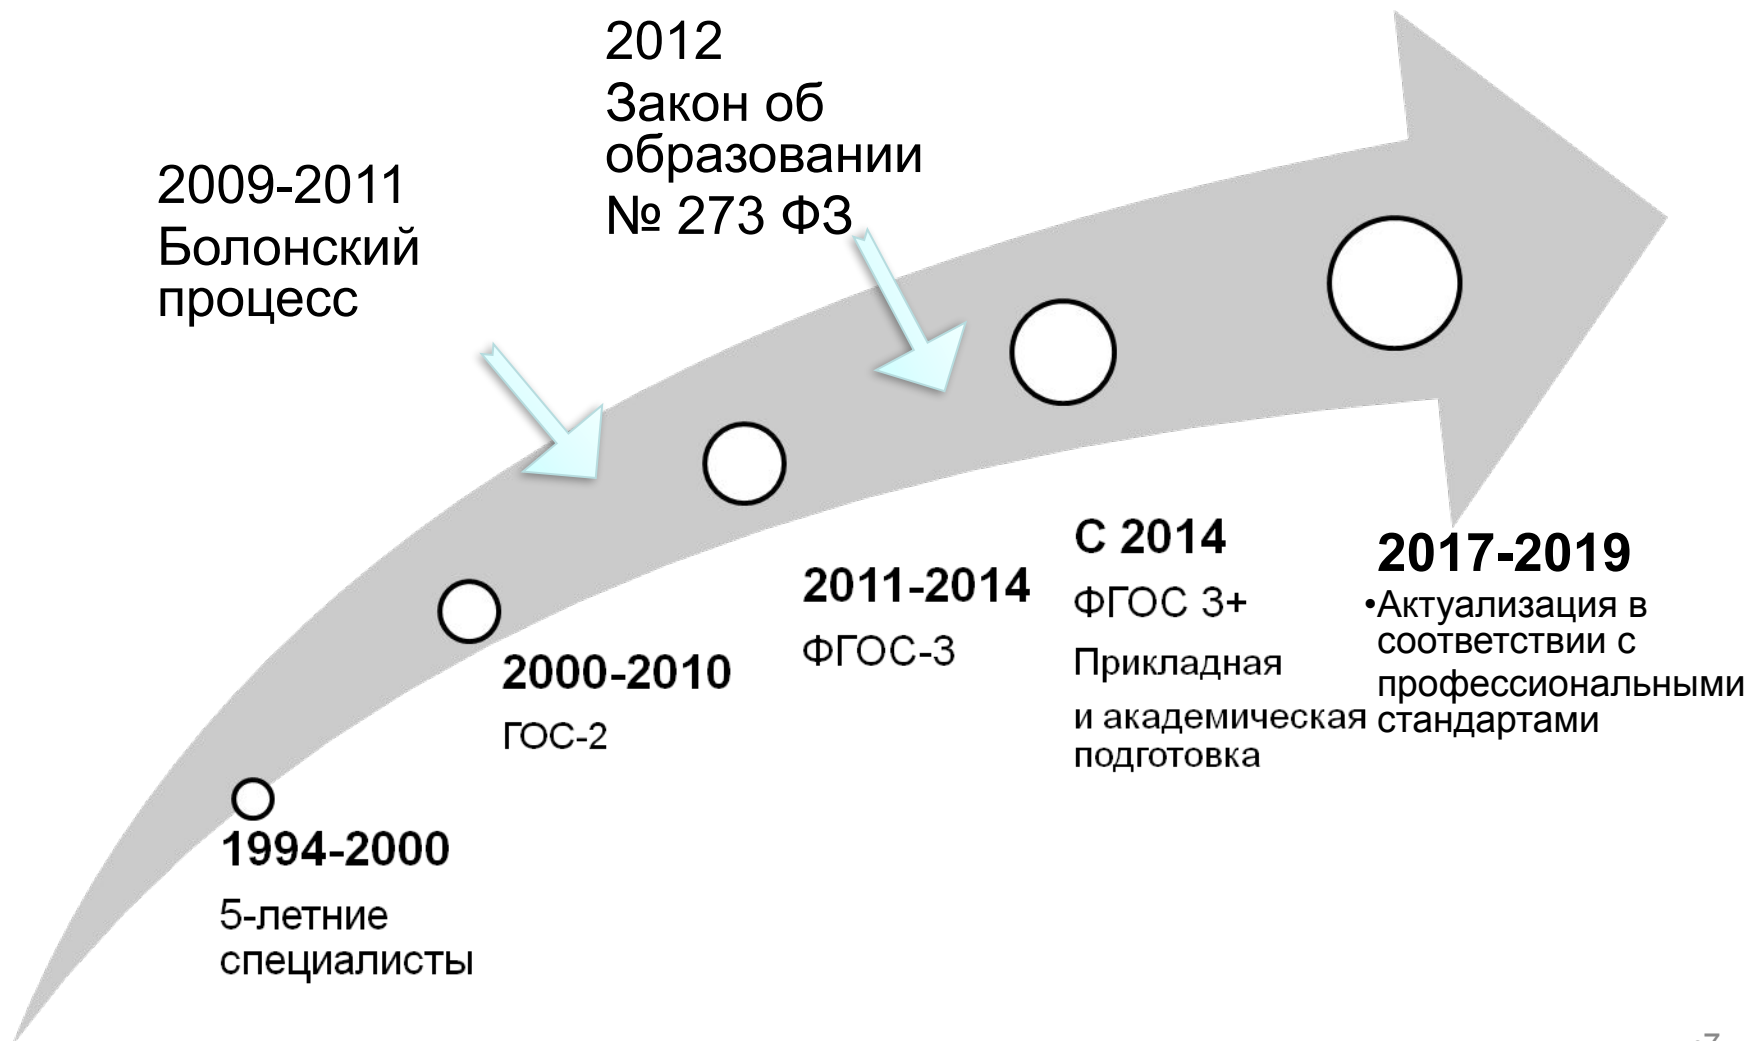 2012
Закон об
образовании
№ 273 ФЗ
2009-2011
Болонский
процесс
1994-2000
5-летние
специалисты
2000-2010
ГОС-2
2011-2014
ФГОС-3
С 2014
ФГОС 3+
Прикладная
и академическая
подготовка
2017-2019
•Актуализация в
соответствии с
профессиональными
стандартами